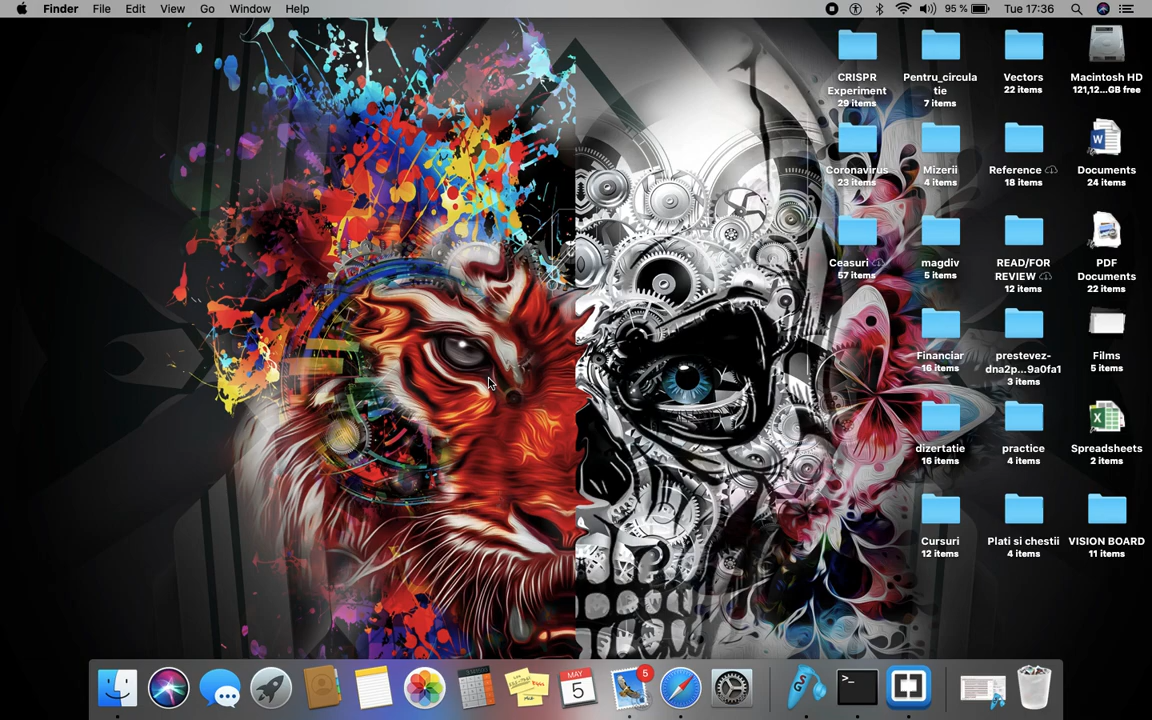 Finder File Edit View Go Window Help 95 % Tue 17:36
CRISPR
Experiment
29 items
Pentru_circula
tie
7 items
Vectors
22 items
Macintosh HD
121,12...GB free
Coronavirus
23 items
Mizerii
4 items
Reference
18 items
Documents
24 items
Ceasuri
57 items
magdiv
5 items
READ/FOR
REVIEW
12 items
PDF
Documents
22 items
Financiar
16 items
prestevez-
dna2p...9a0fa1
3 items
Films
5 items
dizertatie
16 items
practice
4 items
Spreadsheets
2 items
Cursuri
12 items
Plati si chestii
4 items
VISION BOARD
11 items
MAY
5
5
>_